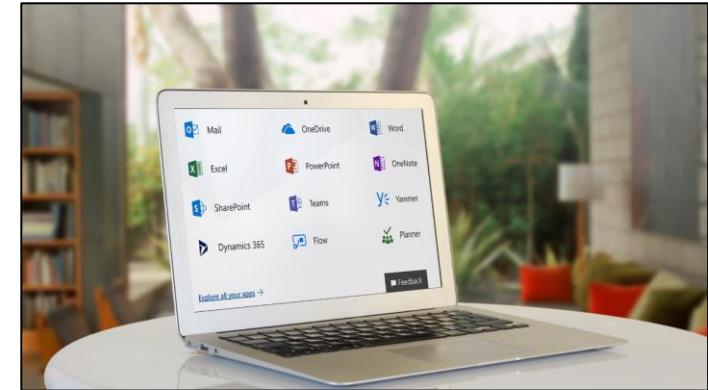 Mail OneDrive Word
Excel PowerPoint OneNote
SharePoint Teams Yammer
Dynamics 365 Flow Planner
Explore all your apps →
Feedback